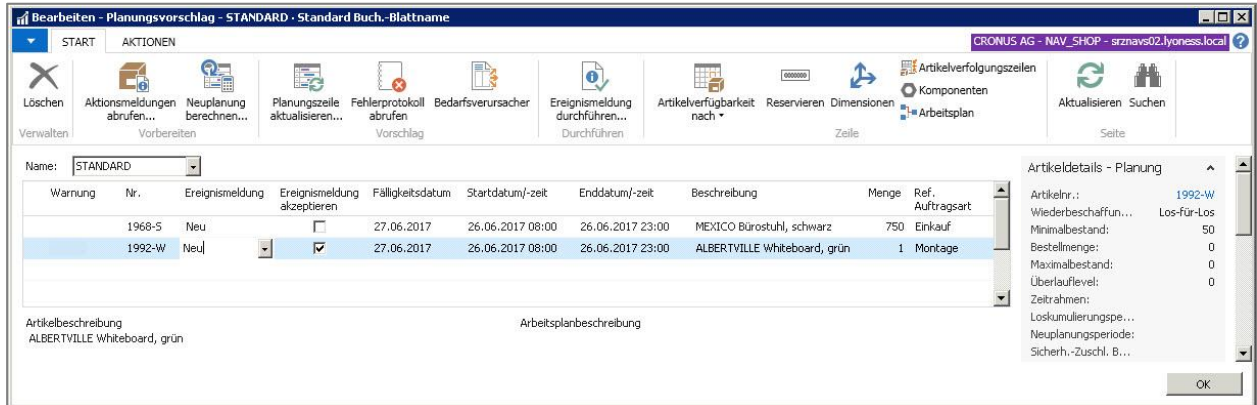 Bearbeiten - Planungsvorschlag - STANDARD · Standard Buch.-Blattname
START AKTIONEN CRONUS AG - NAV_SHOP - srznavs02.lyoness.local
Löschen
Aktionsmeldungen abrufen...
Neuplanung berechnen...
Planungszeile aktualisieren...
Fehlerprotokoll abrufen
Bedarfsverursacher
Ereignismeldung durchführen...
Artikelverfügbarkeit nach
Reservieren
Dimensionen
Artikelverfolgungszeilen
Komponenten
Arbeitsplan
Aktualisieren
Suchen
Verwalten Vorbereiten Vorschlag Durchführen Zeile Seite
Name: STANDARD
Warnung Nr. Ereignismeldung Ereignismeldung akzeptieren Fälligkeitsdatum Startdatum/-zeit Enddatum/-zeit Beschreibung Menge Ref. Auftragsart
1968-S Neu 27.06.2017 26.06.2017 08:00 26.06.2017 23:00 MEXICO Bürostuhl, schwarz 750 Einkauf
1992-W Neu 27.06.2017 26.06.2017 08:00 26.06.2017 23:00 ALBERTVILLE Whiteboard, grün 1 Montage
Artikelbeschreibung Arbeitsplanbeschreibung
ALBERTVILLE Whiteboard, grün
Artikeldetails - Planung
Artikelnr.: 1992-W
Wiederbeschaffun... Los-für-Los
Minimalbestand: 50
Bestellmenge: 0
Maximalbestand: 0
Überlauflevel: 0
Zeitrahmen:
Loskumulierungspe...
Neuplanungsperiode:
Sicherh.-Zuschl. B...
OK